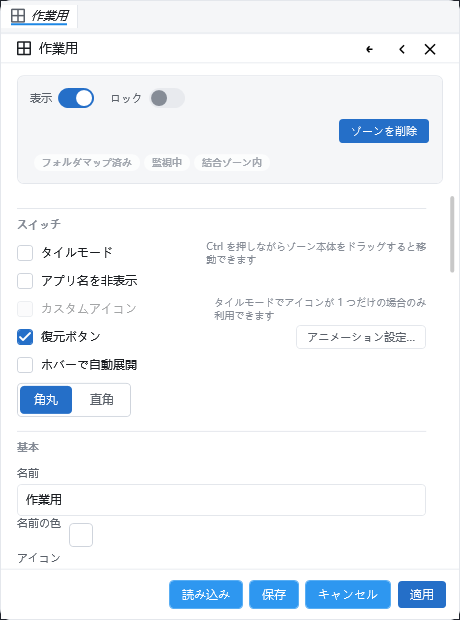 作業用
作業用
表示
ロック
ゾーンを削除
フォルダマップ済み 監視中 結合ゾーン内
スイッチ
タイルモード
Ctrl を押しながらゾーン本体をドラッグすると移
動できます
アプリ名を非表示
カスタムアイコン
タイルモードでアイコンが 1 つだけの場合のみ
利用できます
復元ボタン
アニメーション設定...
ホバーで自動展開
角丸 直角
基本
名前
作業用
名前の色
アイコン
読み込み 保存 キャンセル 適用